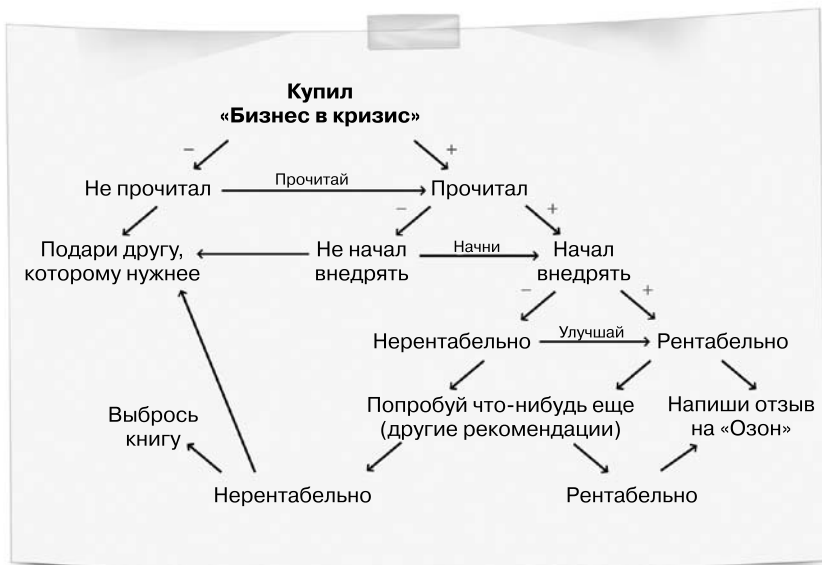 Купил
«Бизнес в кризис»
–
+
Не прочитал
Прочитай
Прочитал
–
+
Подари другу,
которому нужнее
Не начал
внедрять
Начни
Начал
внедрять
–
+
Нерентабельно
Улучшай
Рентабельно
Выбрось
книгу
Попробуй что-нибудь еще
(другие рекомендации)
Напиши отзыв
на «Озон»
Нерентабельно
Рентабельно